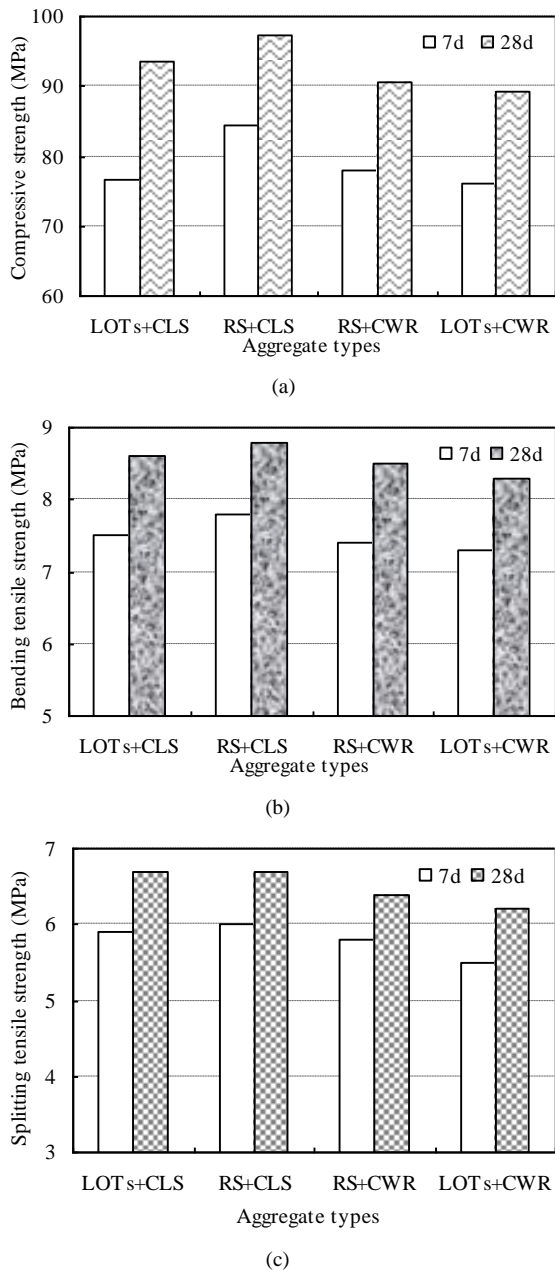 100
90
80
70
60
Compressive strength (MPa)
7d 28d
LOTs+CLS RS+CLS RS+CWR LOTs+CWR
Aggregate types
(a)
9
8
7
6
5
Bending tensile strength (MPa)
7d 28d
LOTs+CLS RS+CLS RS+CWR LOTs+CWR
Aggregate types
(b)
7
6
5
4
3
Splitting tensile strength (MPa)
7d 28d
LOTs+CLS RS+CLS RS+CWR LOTs+CWR
Aggregate types
(c)